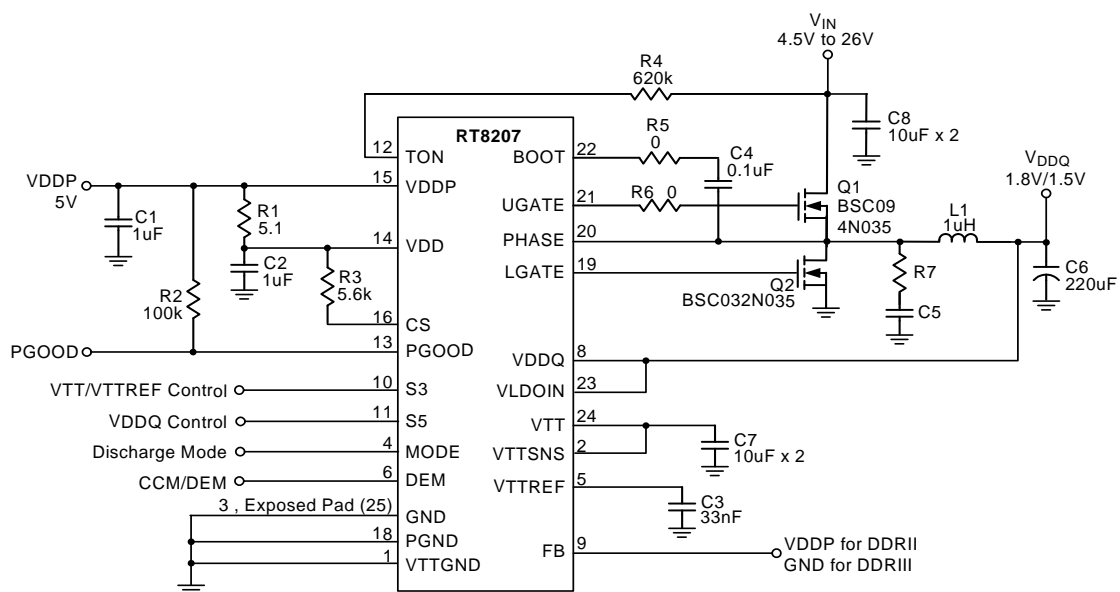 VIN
4.5V to 26V
R4
620k
C8
10uF x 2
RT8207
R5
0
C4
0.1uF
12
TON
BOOT
22
VDDP
5V
15
VDDP
C1
1uF
R1
5.1
UGATE
21
R6 0
Q1
BSC09
4N035
VDDQ
1.8V/1.5V
L1
1uH
14
VDD
PHASE
20
C2
1uF
R3
5.6k
LGATE
19
Q2
BSC032N035
R7
C5
C6
220uF
R2
100k
16
CS
PGOOD
13
PGOOD
VDDQ
8
VTT/VTTREF Control
10
S3
VLDOIN
23
VDDQ Control
11
S5
VTT
24
C7
10uF x 2
Discharge Mode
4
MODE
VTTSNS
2
CCM/DEM
6
DEM
VTTREF
5
C3
33nF
3 , Exposed Pad (25)
GND
18
PGND
1
VTTGND
FB
9
VDDP for DDRII
GND for DDRIII